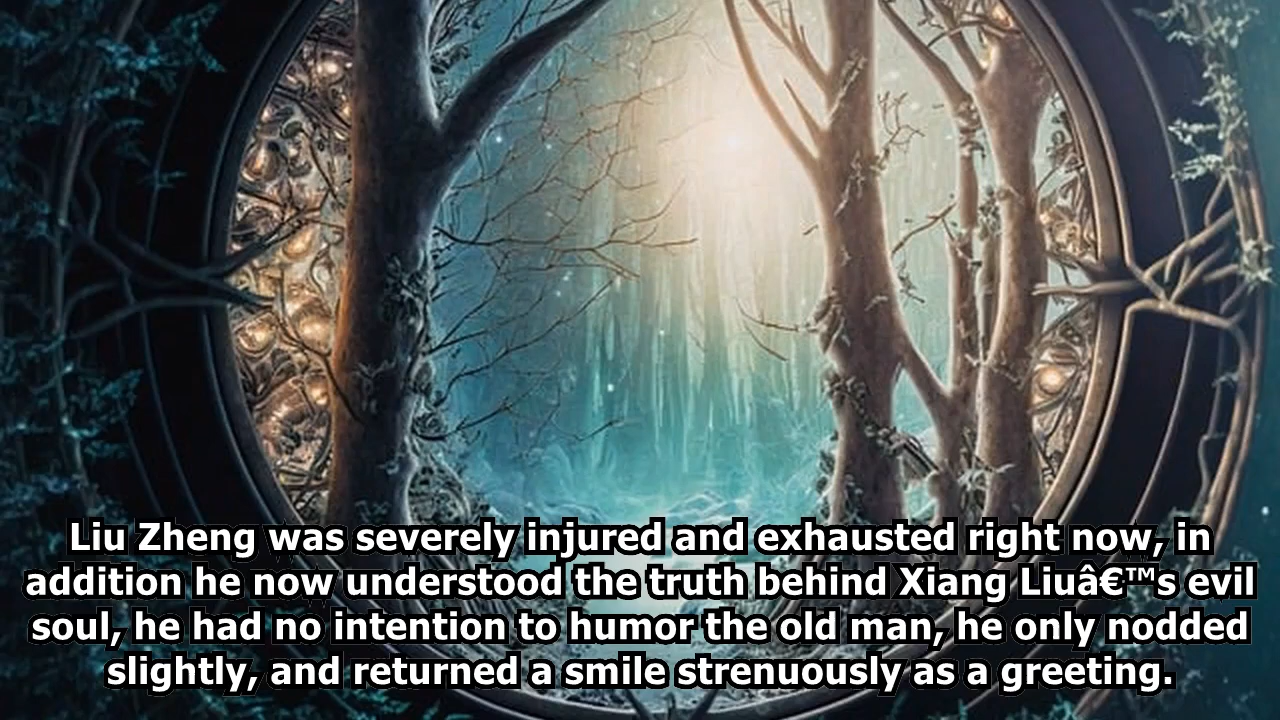 Liu Zheng was severely injured and exhausted right now, in
addition he now understood the truth behind Xiang Liuâ€™s evil
soul, he had no intention to humor the old man, he only nodded
slightly, and returned a smile strenuously as a greeting.